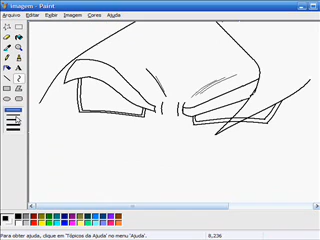 imagem - Paint
Arquivo Editar Exibir Imagem Cores Ajuda
A
Para obter ajuda, clique em 'Tópicos da Ajuda' no menu 'Ajuda'.
8,236